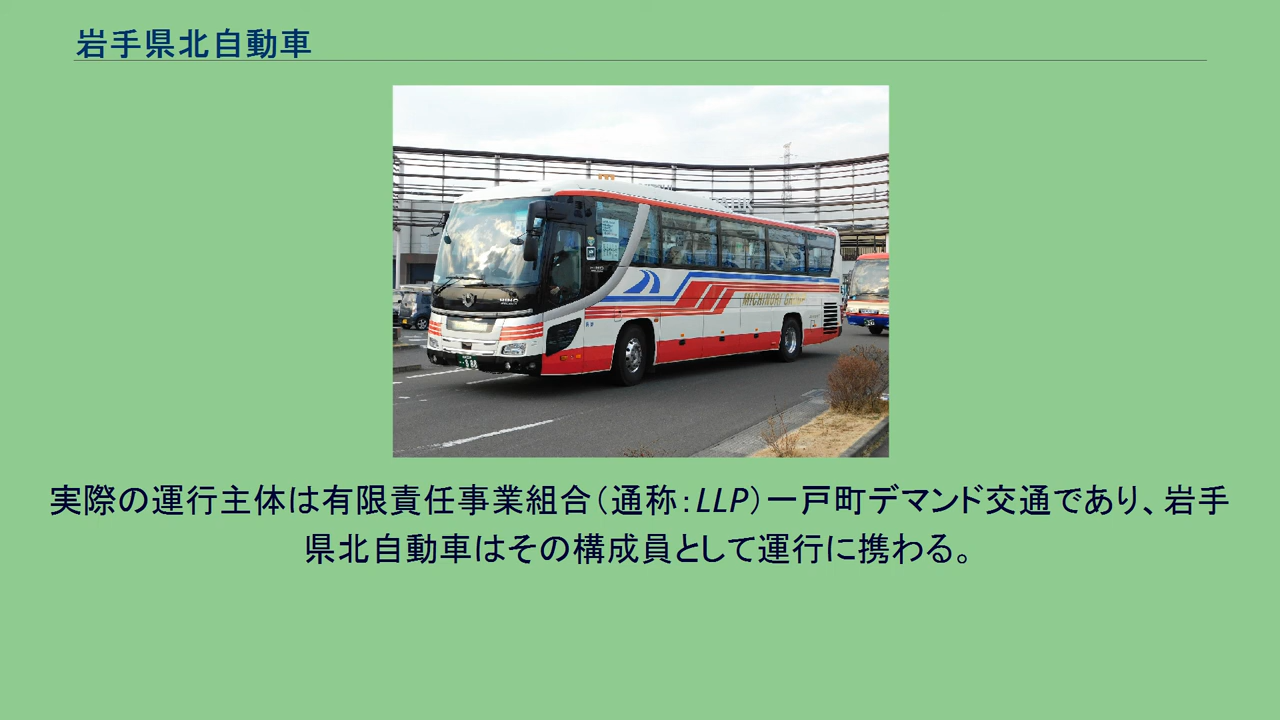 岩手県北自動車
HINO
MICHINORI
実際の運行主体は有限責任事業組合（通称：LLP）一戸町デマンド交通であり、岩手
県北自動車はその構成員として運行に携わる。